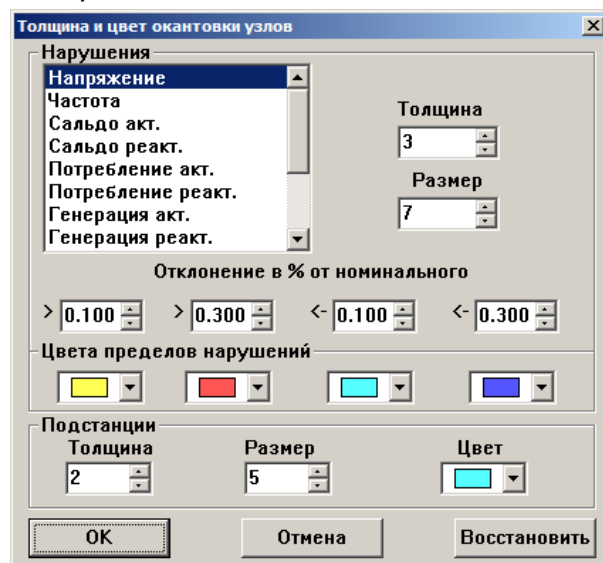 Толщина и цвет окантовки узлов
Нарушения
Напряжение
Частота
Сальдо акт.
Сальдо реакт.
Потребление акт.
Потребление реакт.
Генерация акт.
Генерация реакт.
Толщина
3
Размер
7
Отклонение в % от номинального
> 0.100 > 0.300 <- 0.100 <- 0.300
Цвета пределов нарушений
Подстанции
Толщина Размер Цвет
2 5
OK Отмена Восстановить